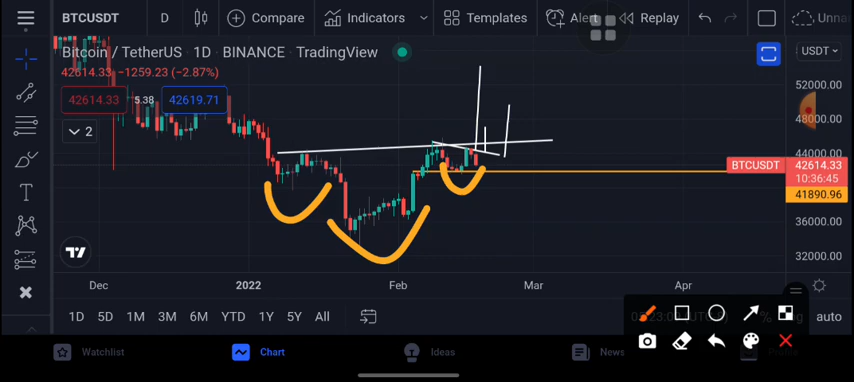 BTCUSDT D Compare Indicators Templates Alert Replay Unna
Bitcoin / TetherUS · 1D · BINANCE · TradingView USDT
42614.33 −1259.23 (−2.87%)
42614.33 5.38 42619.71
2
52000.00
48000.00
44000.00
BTCUSDT 42614.33
10:36:45
41890.96
36000.00
32000.00
Dec 2022 Feb Mar Apr
1D 5D 1M 3M 6M YTD 1Y 5Y All % auto
Watchlist Chart Ideas News